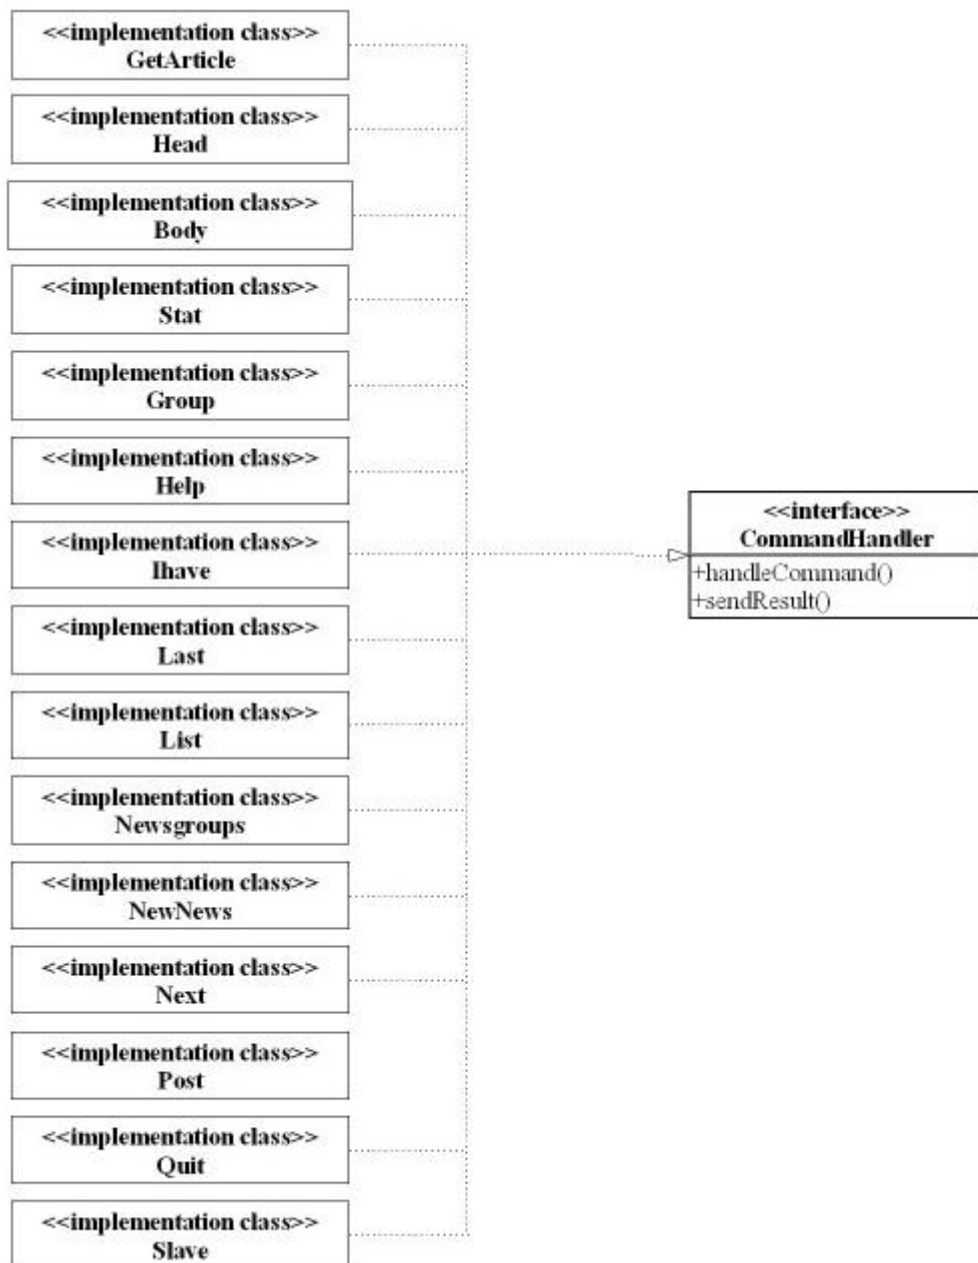 <<implementation class>>
GetArticle
<<implementation class>>
Head
<<implementation class>>
Body
<<implementation class>>
Stat
<<implementation class>>
Group
<<implementation class>>
Help
<<implementation class>>
Ihave
<<implementation class>>
Last
<<implementation class>>
List
<<implementation class>>
Newsgroups
<<implementation class>>
NewNews
<<implementation class>>
Next
<<implementation class>>
Post
<<implementation class>>
Quit
<<implementation class>>
Slave
<<interface>>
CommandHandler
+handleCommand()
+sendResult()